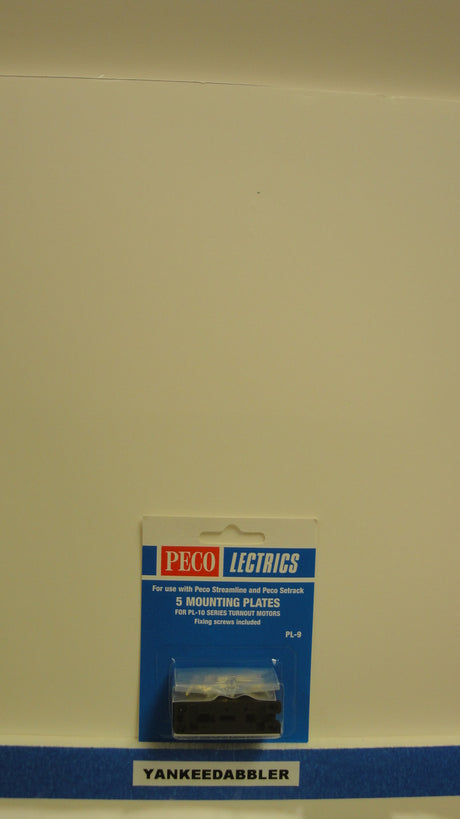 PECO LECTRICS
For use with Peco Streamline and Peco Setrack
5 MOUNTING PLATES
FOR PL-10 SERIES TURNOUT MOTORS
Fixing screws included
PL-9
YANKEEDABBLER